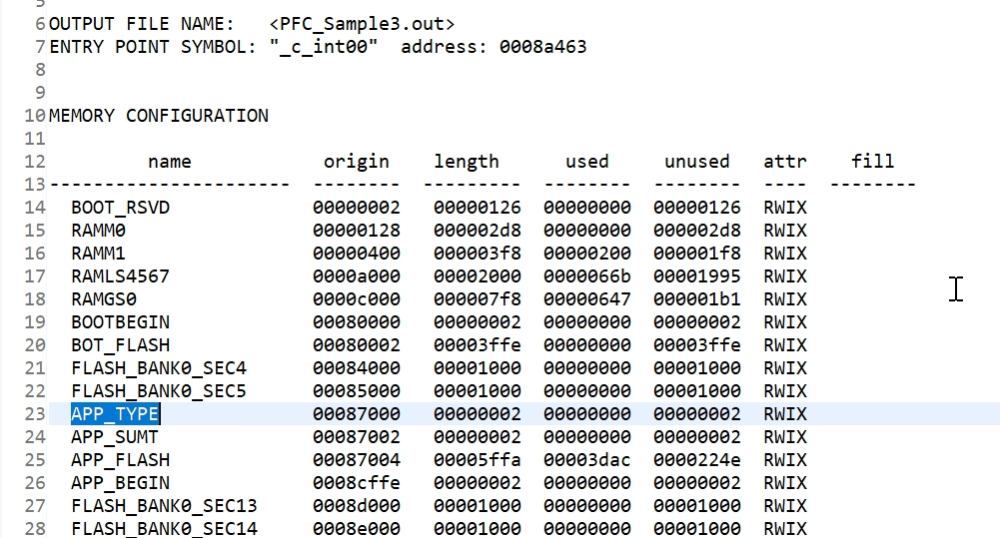 6 OUTPUT FILE NAME:   <PFC_Sample3.out>
7 ENTRY POINT SYMBOL: "_c_int00"  address: 0008a463
8
9
10 MEMORY CONFIGURATION
11
12         name            origin    length      used     unused   attr    fill
13 ----------------------  --------  ---------  --------  --------  ----  --------
14   BOOT_RSVD             00000002   00000126  00000000  00000126  RWIX
15   RAMM0                 00000128   000002d8  00000000  000002d8  RWIX
16   RAMM1                 00000400   000003f8  00000200  000001f8  RWIX
17   RAMLS4567             0000a000   00002000  0000066b  00001995  RWIX
18   RAMGS0                0000c000   000007f8  00000647  000001b1  RWIX
19   BOOTBEGIN             00080000   00000002  00000000  00000002  RWIX
20   BOT_FLASH             00080002   00003ffe  00000000  00003ffe  RWIX
21   FLASH_BANK0_SEC4      00084000   00001000  00000000  00001000  RWIX
22   FLASH_BANK0_SEC5      00085000   00001000  00000000  00001000  RWIX
23   APP_TYPE              00087000   00000002  00000000  00000002  RWIX
24   APP_SUMT              00087002   00000002  00000000  00000002  RWIX
25   APP_FLASH             00087004   00005ffa  00003dac  0000224e  RWIX
26   APP_BEGIN             0008cffe   00000002  00000000  00000002  RWIX
27   FLASH_BANK0_SEC13     0008d000   00001000  00000000  00001000  RWIX
28   FLASH_BANK0_SEC14     0008e000   00001000  00000000  00001000  RWIX